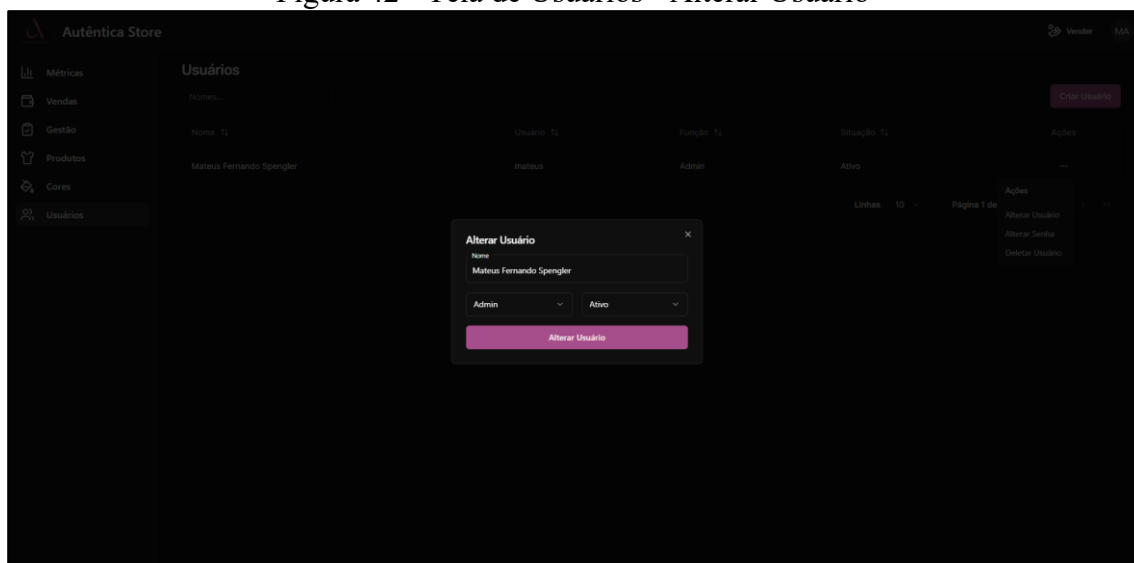 Figura 42 - Tela de Usuários - Alterar Usuário
Autêntica Store
Vender
MA
Métricas
Vendas
Gestão
Produtos
Cores
Usuários
Usuários
Nomes...
Criar Usuário
Nome
Usuário
Função
Situação
Ações
Mateus Fernando Spengler
mateus
Admin
Ativo
...
Linhas 10
Página 1 de
Ações
Alterar Usuário
Alterar Senha
Deletar Usuário
Alterar Usuário
Nome
Mateus Fernando Spengler
Admin
Ativo
Alterar Usuário